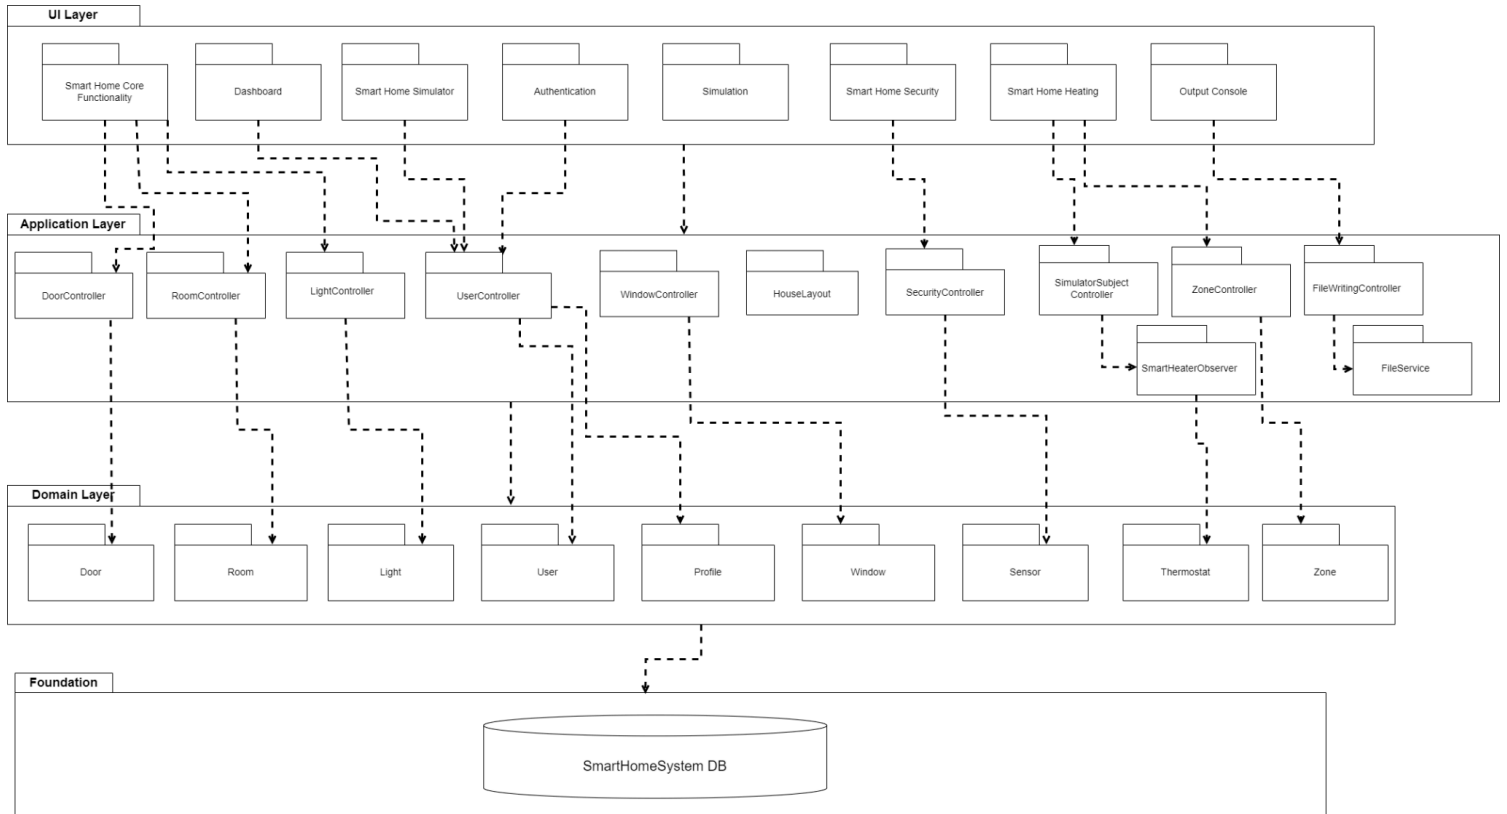 UI Layer
Smart Home Core
Functionality
Dashboard
Smart Home Simulator
Authentication
Simulation
Smart Home Security
Smart Home Heating
Output Console
Application Layer
DoorController
RoomController
LightController
UserController
WindowController
HouseLayout
SecurityController
SimulatorSubject
Controller
ZoneController
FileWritingController
SmartHeaterObserver
FileService
Domain Layer
Door
Room
Light
User
Profile
Window
Sensor
Thermostat
Zone
Foundation
SmartHomeSystem DB